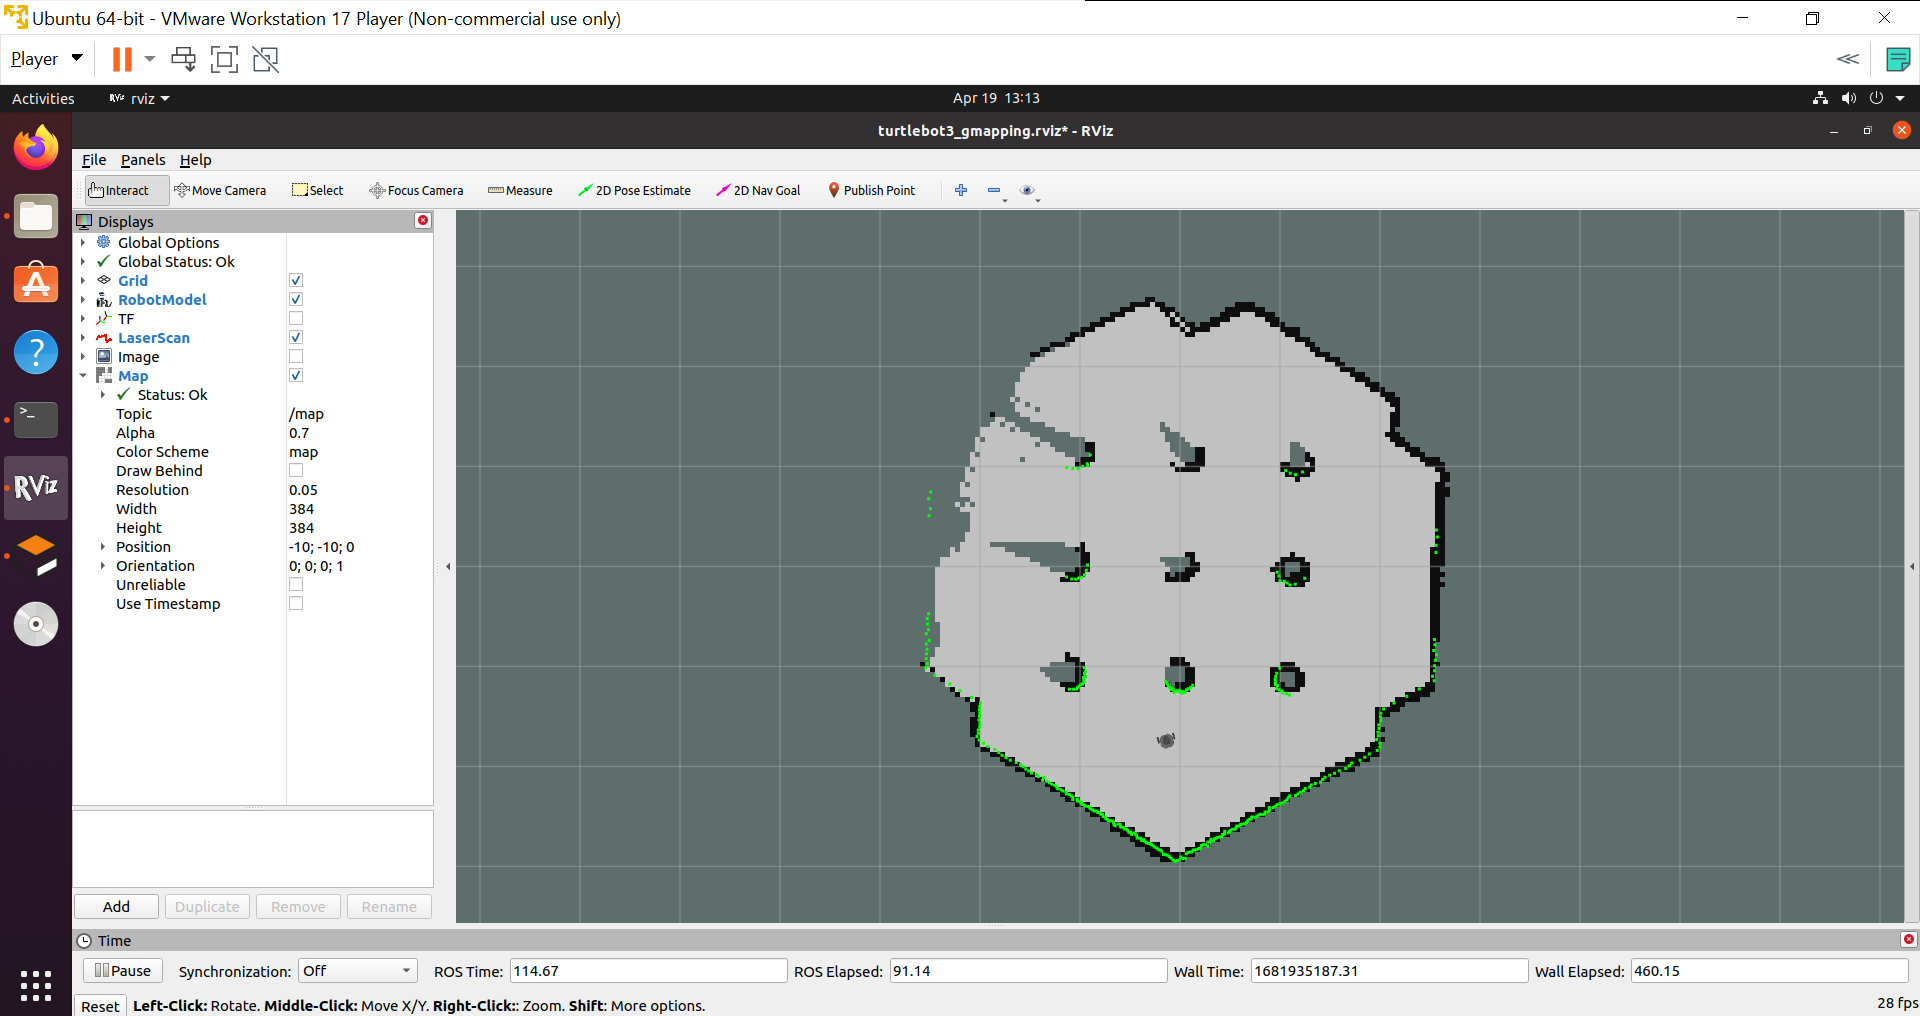 Ubuntu 64-bit - VMware Workstation 17 Player (Non-commercial use only)
Player
Activities RViz rviz Apr 19 13:13
turtlebot3_gmapping.rviz* - RViz
File Panels Help
Interact Move Camera Select Focus Camera Measure 2D Pose Estimate 2D Nav Goal Publish Point
Displays
Global Options
Global Status: Ok
Grid
RobotModel
TF
LaserScan
Image
Map
Status: Ok
Topic /map
Alpha 0.7
Color Scheme map
Draw Behind
Resolution 0.05
Width 384
Height 384
Position -10; -10; 0
Orientation 0; 0; 0; 1
Unreliable
Use Timestamp
RViz
Add Duplicate Remove Rename
Time
Pause Synchronization: Off ROS Time: 114.67 ROS Elapsed: 91.14 Wall Time: 1681935187.31 Wall Elapsed: 460.15
Reset Left-Click: Rotate. Middle-Click: Move X/Y. Right-Click:: Zoom. Shift: More options. 28 fps